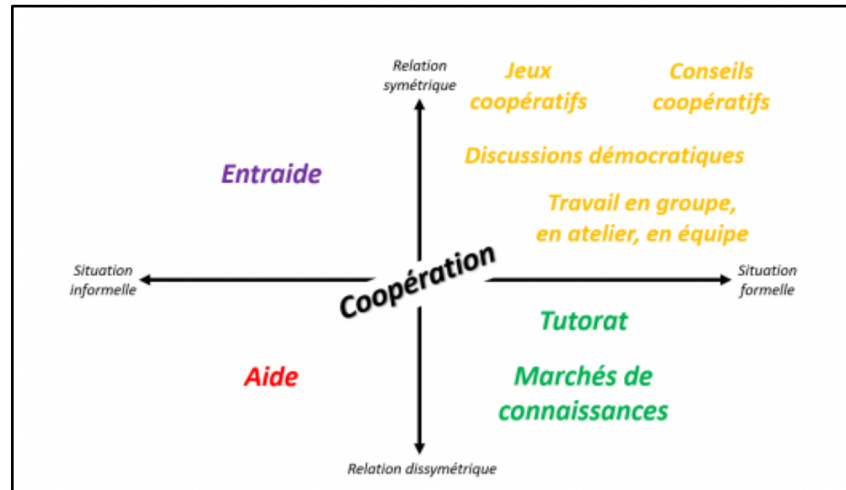 Relation
symétrique
Jeux
coopératifs
Conseils
coopératifs
Discussions démocratiques
Entraide
Travail en groupe,
en atelier, en équipe
Situation
informelle
Coopération
Situation
formelle
Tutorat
Aide
Marchés de
connaissances
Relation dissymétrique